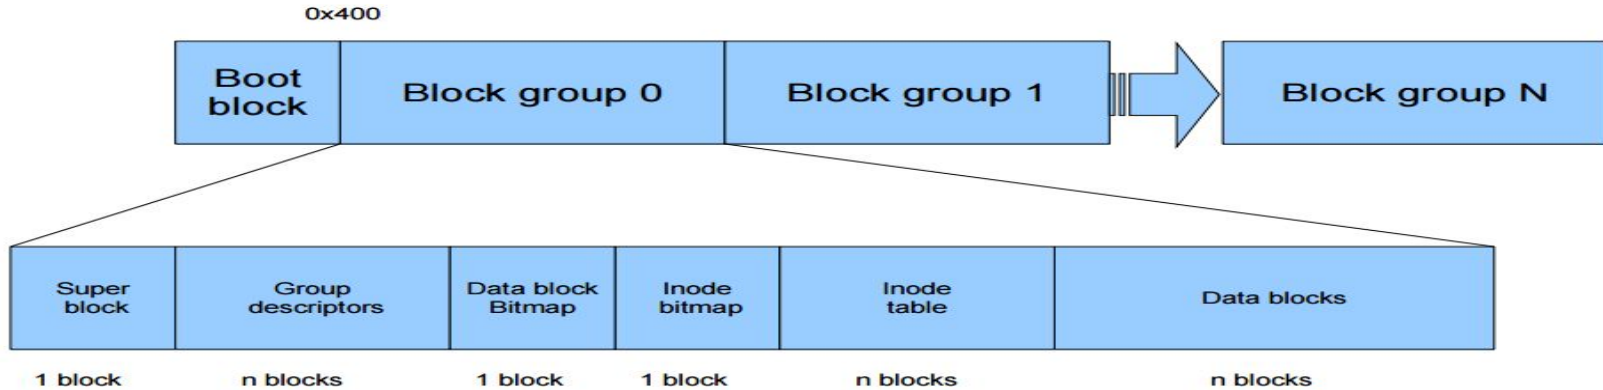 0x400
Boot
block
Block group 0
Block group 1
Block group N
Super
block
Group
descriptors
Data block
Bitmap
Inode
bitmap
Inode
table
Data blocks
1 block
n blocks
1 block
1 block
n blocks
n blocks